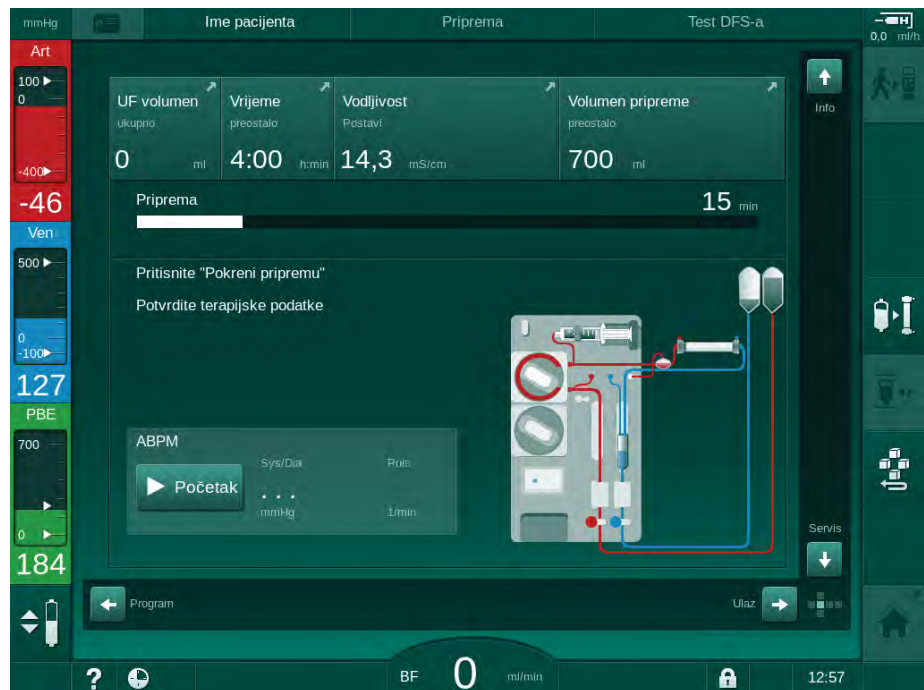 mmHg
Ime pacijenta
Priprema
Test DFS-a
0,0 ml/h
Art
100
0
-400
-46
Ven
500
0
-100
127
PBE
700
0
184
UF volumen
ukupno
0 ml
Vrijeme
preostalo
4:00 h:min
Vodljivost
Postavi
14,3 mS/cm
Volumen pripreme
preostalo
700 ml
Info
Priprema
15 min
Pritisnite "Pokreni pripremu"
Potvrdite terapijske podatke
ABPM
Početak
Sys/Dia
. . .
mmHg
Puls
1/min
Servis
Program
Ulaz
? BF 0 ml/min
12:57